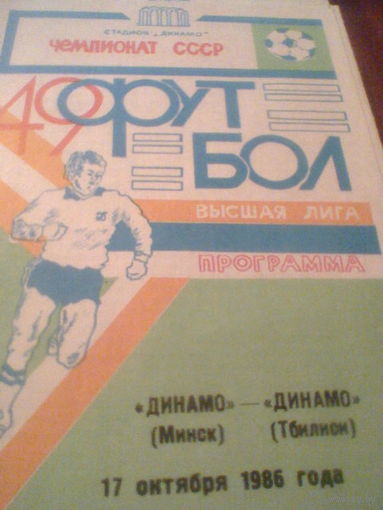 СТАДИОН „ДИНАМО"
ЧЕМПИОНАТ СССР
49
ФУТ
БОЛ
ВЫСШАЯ ЛИГА
ПРОГРАММА
«ДИНАМО» — «ДИНАМО»
(Минск) (Тбилиси)
17 октября 1986 года